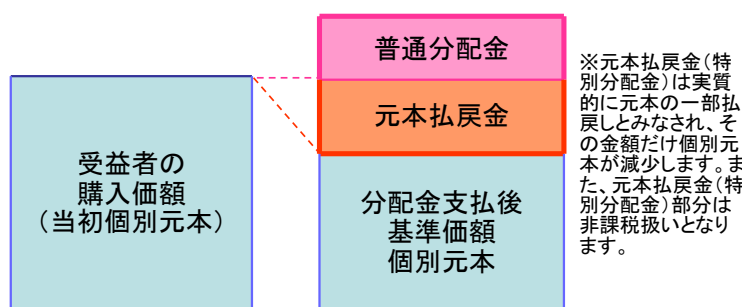 受益者の
購入価額
（当初個別元本）
普通分配金
元本払戻金
分配金支払後
基準価額
個別元本
※元本払戻金（特
別分配金）は実質
的に元本の一部払
戻しとみなされ、そ
の金額だけ個別元
本が減少します。ま
た、元本払戻金（特
別分配金）部分は
非課税扱いとなり
ます。